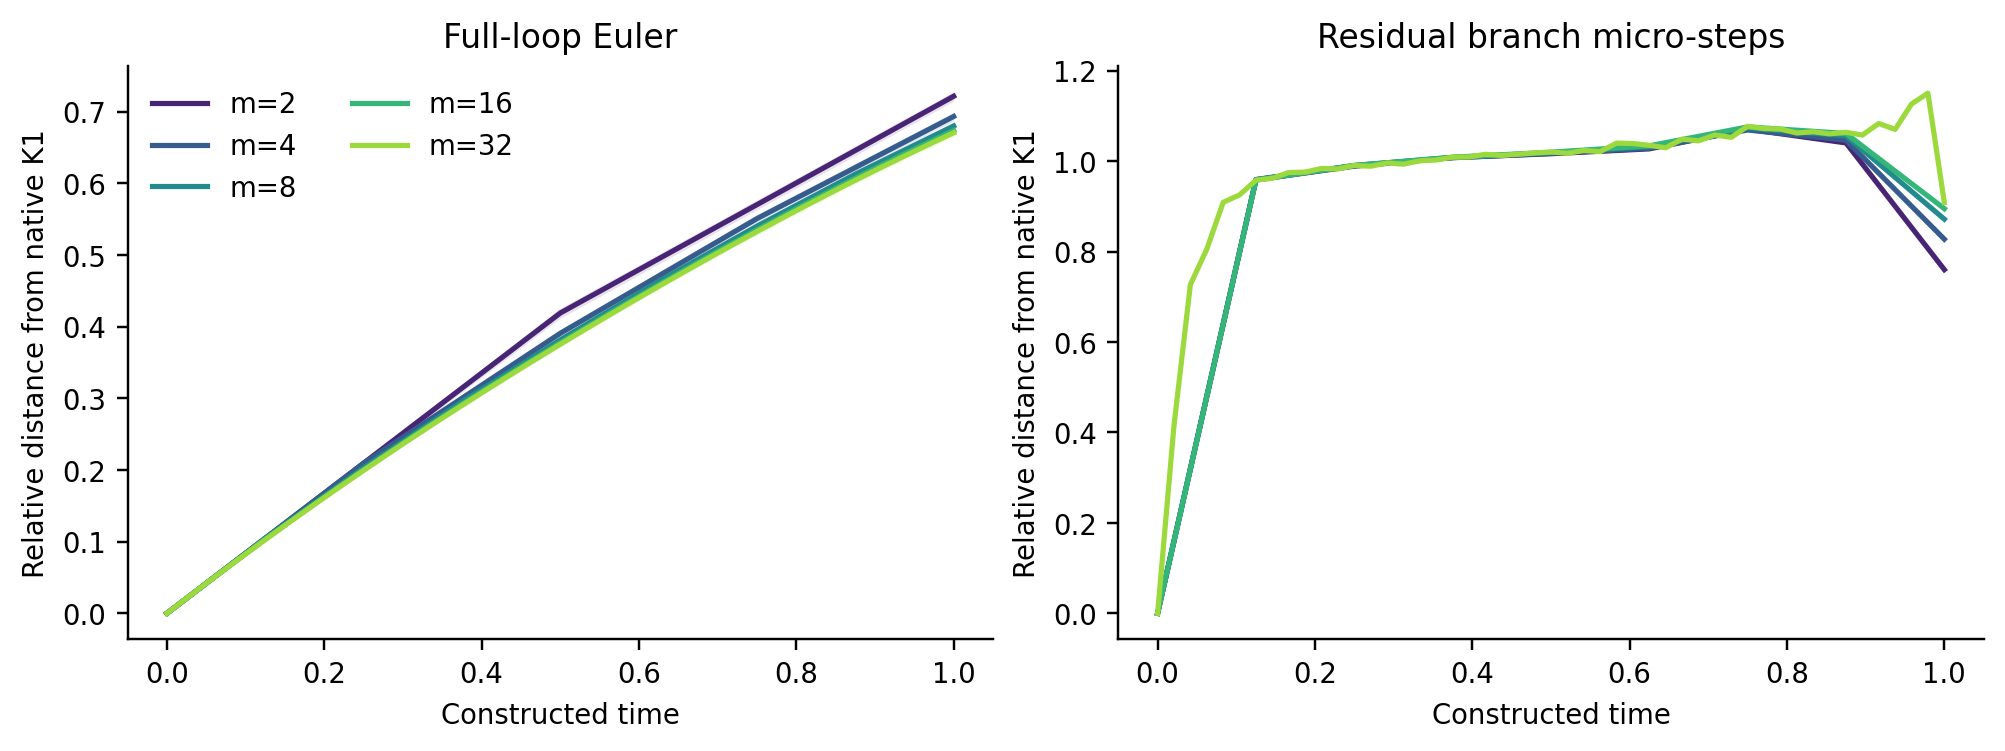 Full-loop Euler
Relative distance from native K1
0.7
0.6
0.5
0.4
0.3
0.2
0.1
0.0
m=2
m=4
m=8
m=16
m=32
0.0 0.2 0.4 0.6 0.8 1.0
Constructed time
Residual branch micro-steps
Relative distance from native K1
1.2
1.0
0.8
0.6
0.4
0.2
0.0
0.0 0.2 0.4 0.6 0.8 1.0
Constructed time